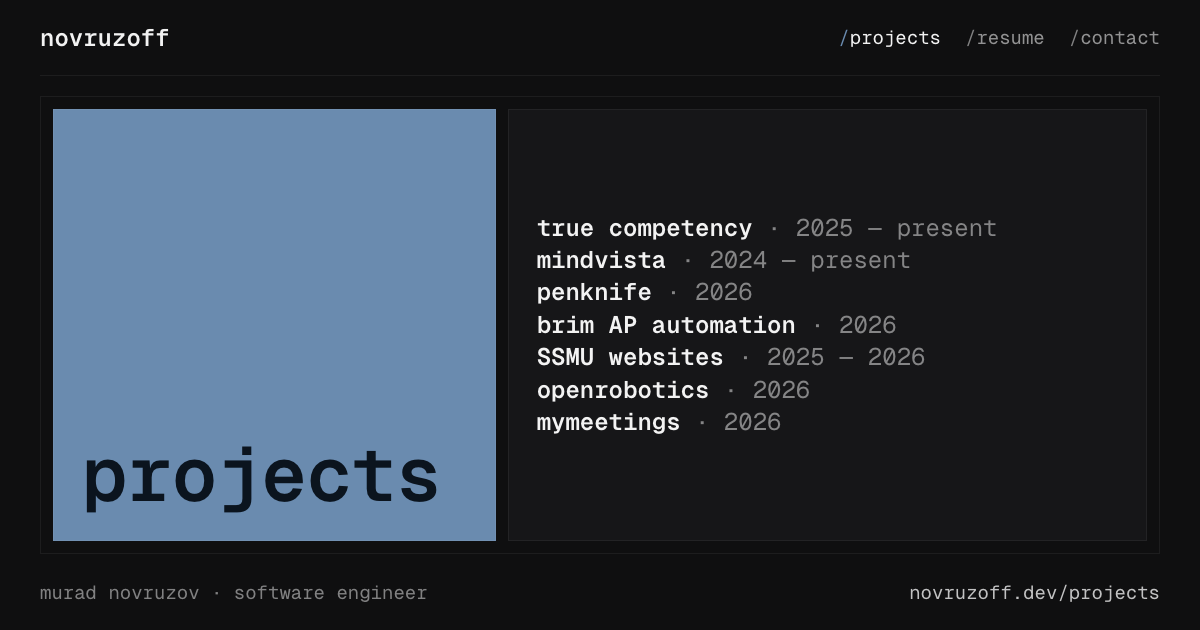 novruzoff
/projects /resume /contact
true competency · 2025 — present
mindvista · 2024 — present
penknife · 2026
brim AP automation · 2026
SSMU websites · 2025 — 2026
openrobotics · 2026
mymeetings · 2026
projects
murad novruzov · software engineer
novruzoff.dev/projects